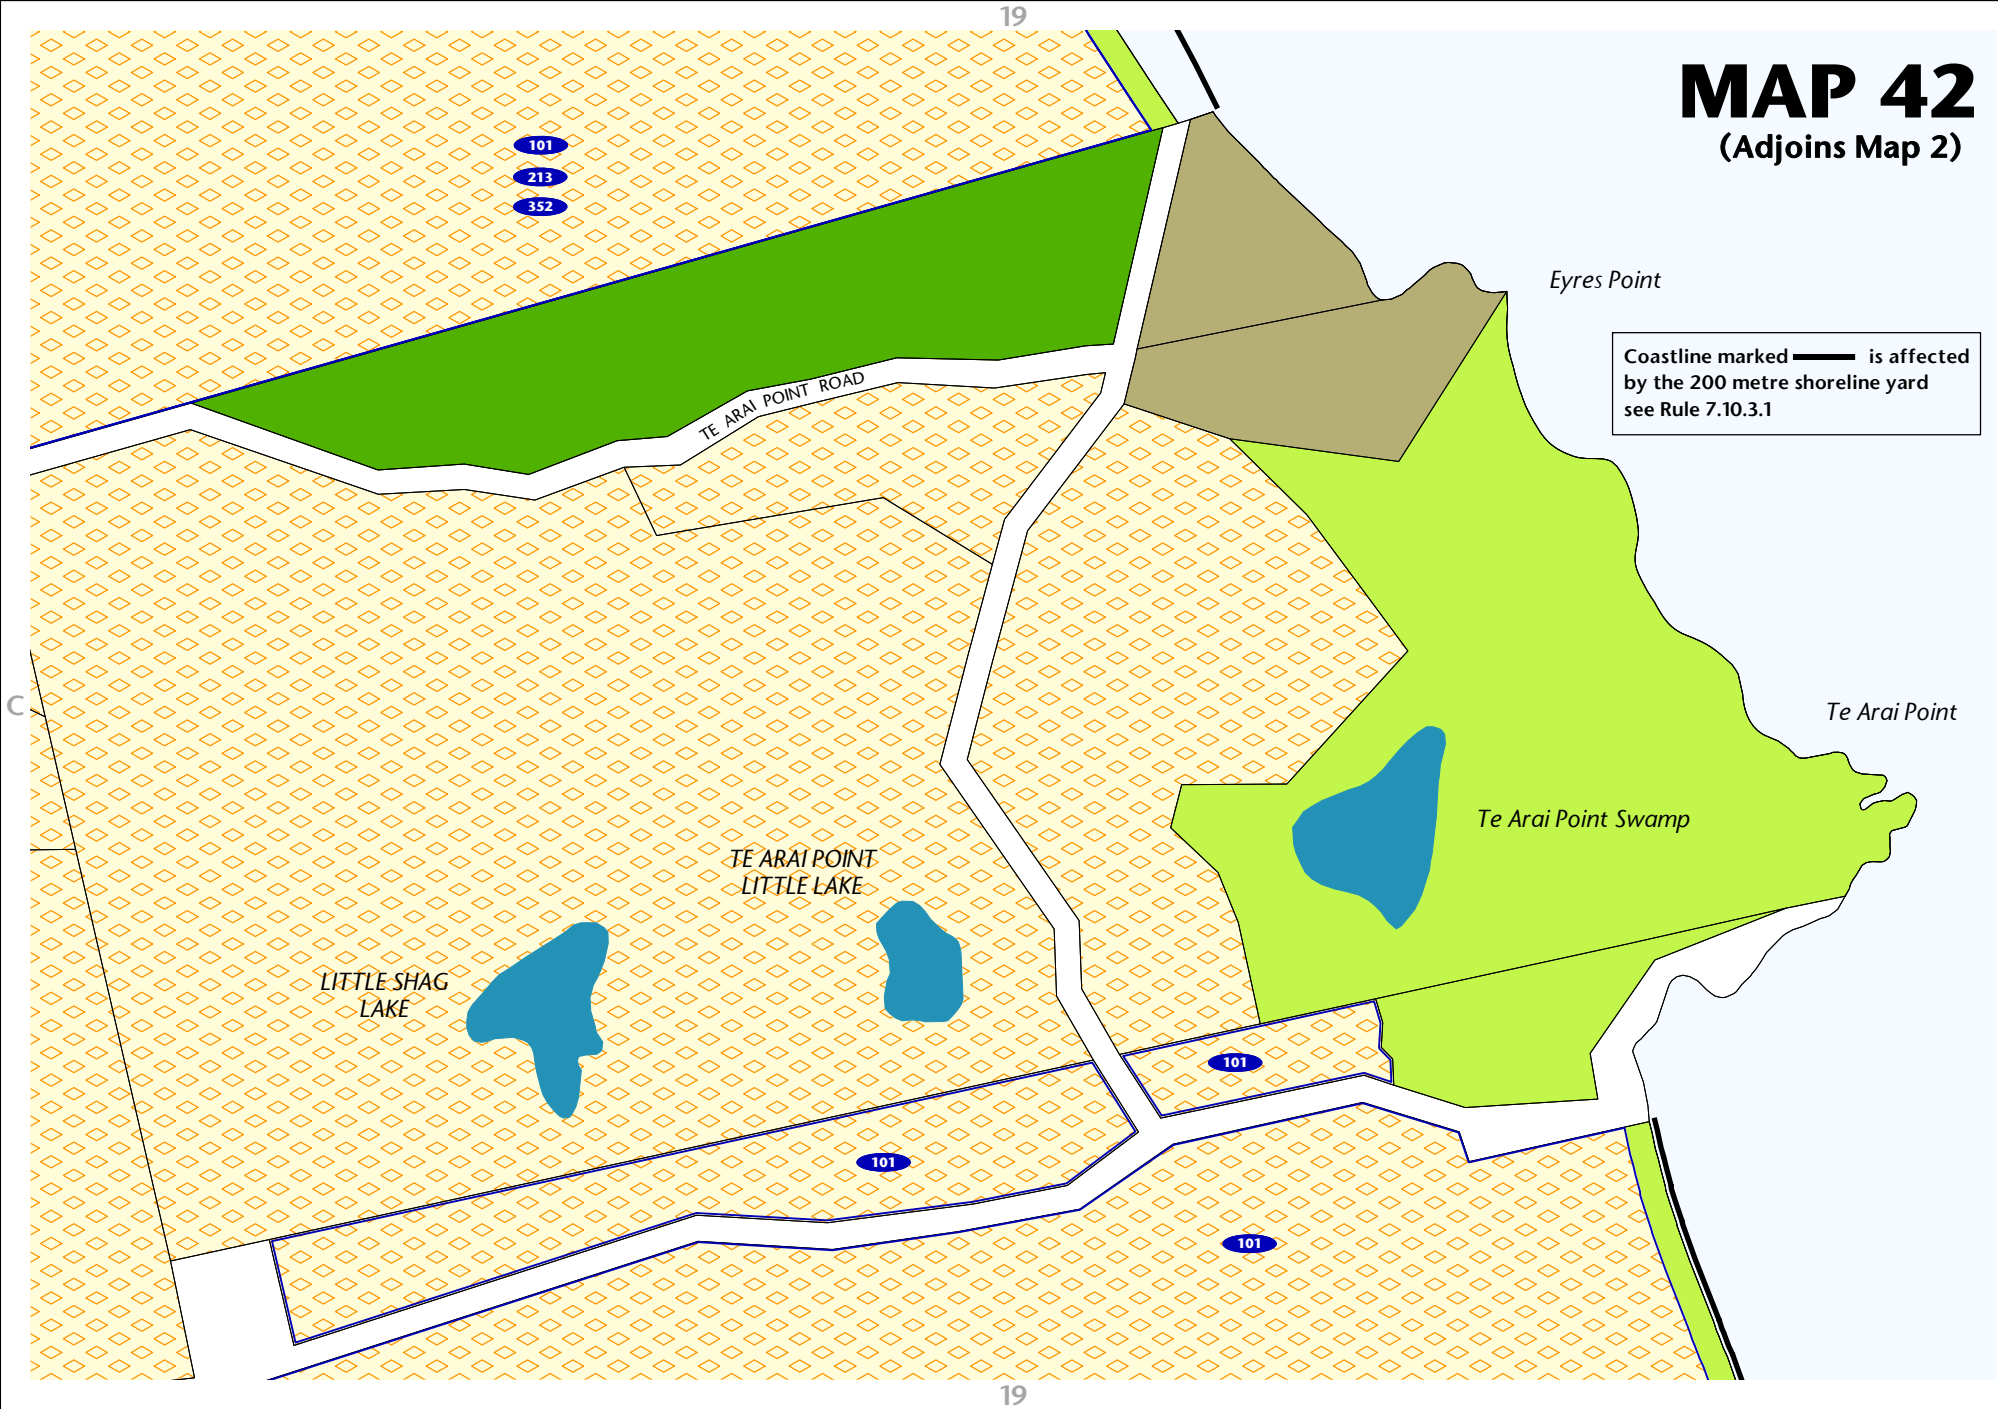 19
MAP 42
(Adjoins Map 2)
101
213
352
Eyres Point
Coastline marked is affected
by the 200 metre shoreline yard
see Rule 7.10.3.1
TE ARAI POINT ROAD
C
Te Arai Point
Te Arai Point Swamp
TE ARAI POINT
LITTLE LAKE
LITTLE SHAG
LAKE
101
101
101
19